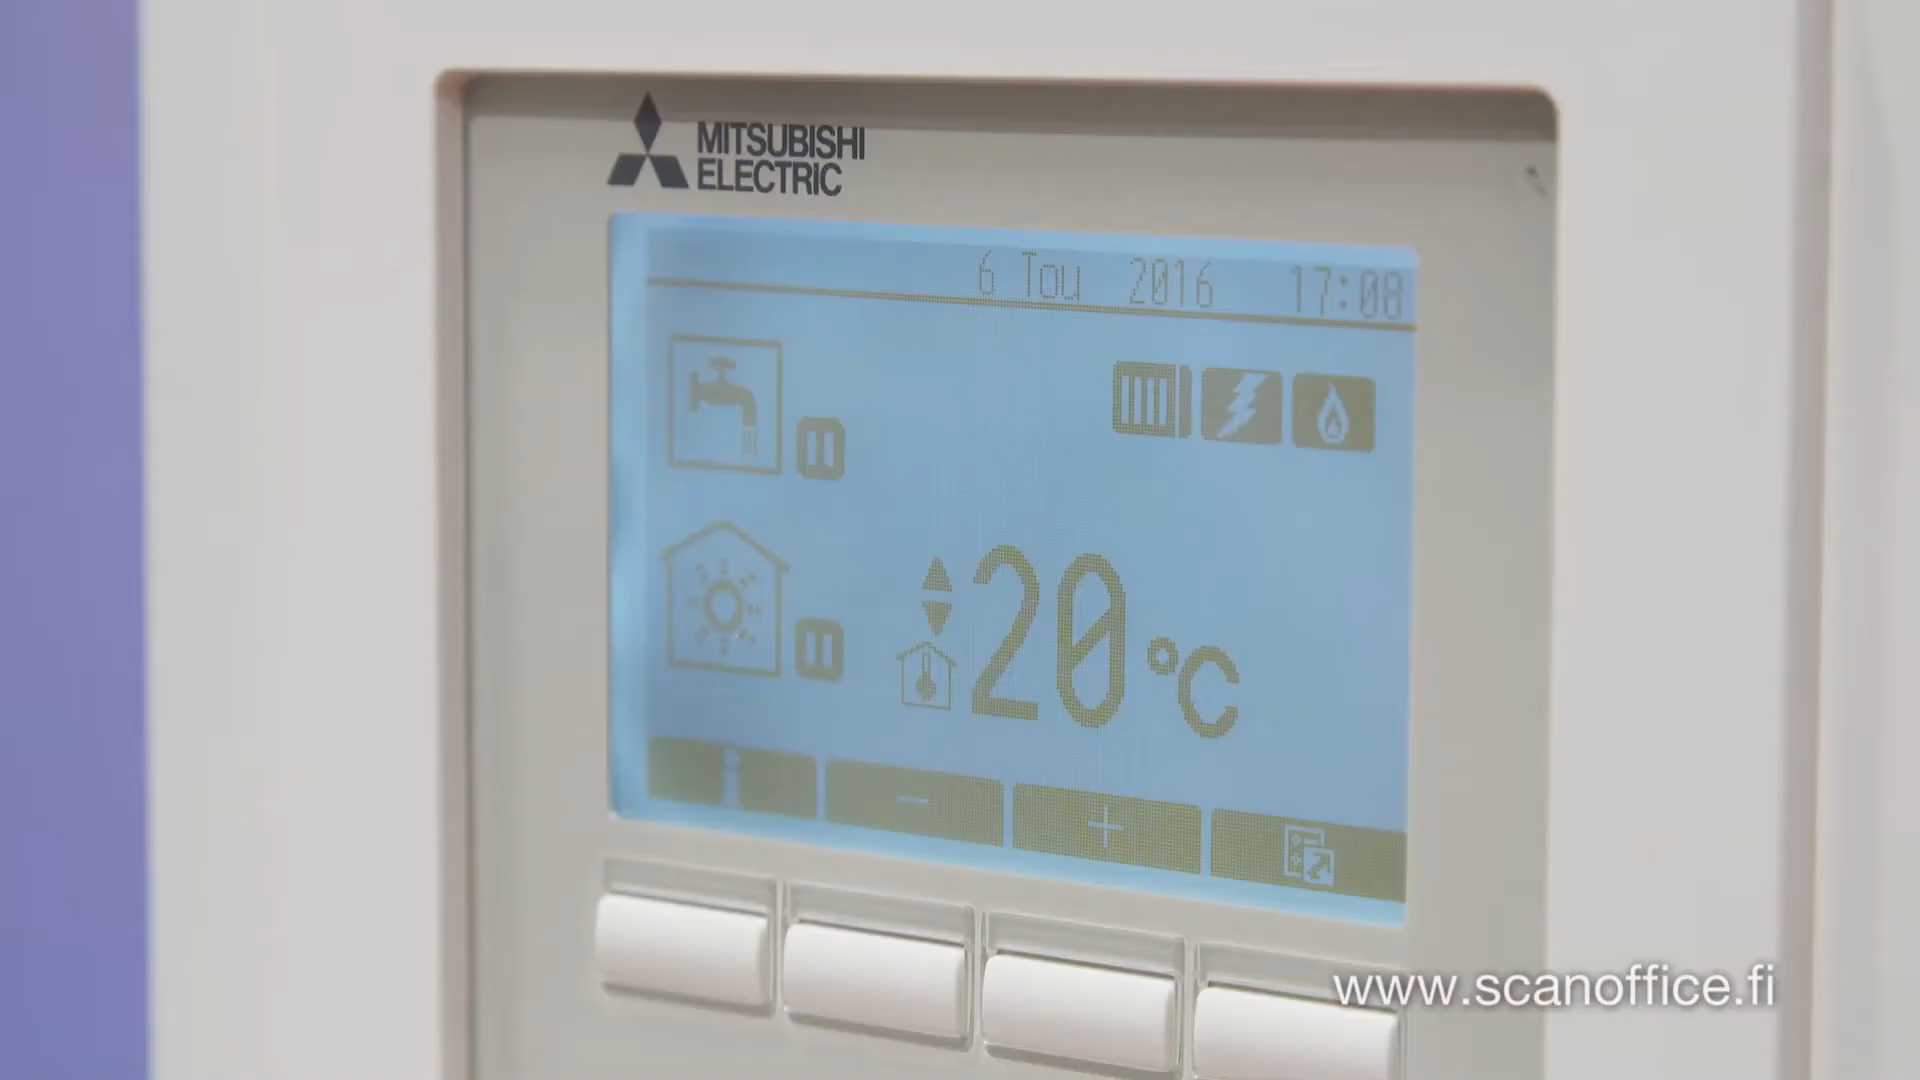 MITSUBISHI
ELECTRIC
6 Tou 2016 17:08
20°C
- +
www.scanoffice.fi